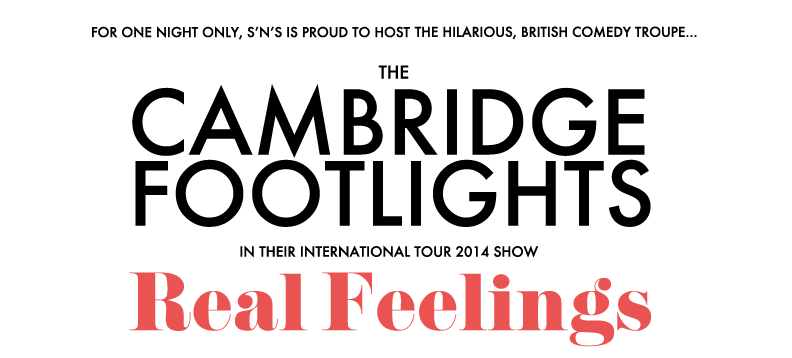 FOR ONE NIGHT ONLY, S'N'S IS PROUD TO HOST THE HILARIOUS, BRITISH COMEDY TROUPE...
THE
CAMBRIDGE
FOOTLIGHTS
IN THEIR INTERNATIONAL TOUR 2014 SHOW
Real Feelings